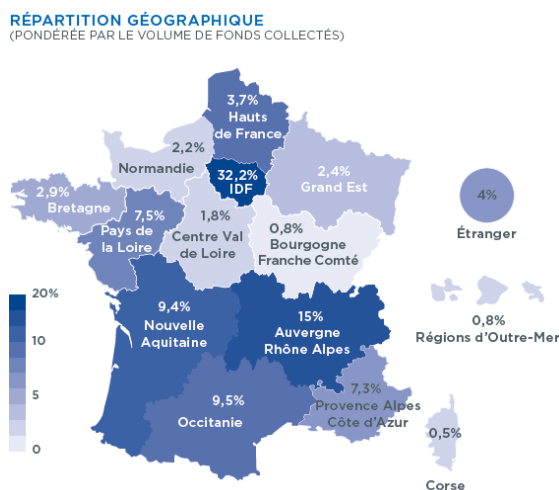 RÉPARTITION GÉOGRAPHIQUE
(PONDÉRÉE PAR LE VOLUME DE FONDS COLLECTÉS)
3,7%
Hauts
de France
2,2%
Normandie
32,2%
IDF
2,4%
Grand Est
2,9%
Bretagne
7,5%
Pays de
la Loire
1,8%
Centre Val
de Loire
0,8%
Bourgogne
Franche Comté
4%
Étranger
9,4%
Nouvelle
Aquitaine
15%
Auvergne
Rhône Alpes
0,8%
Régions d'Outre-Mer
20%
10
5
0
9,5%
Occitanie
7,3%
Provence Alpes
Côte d'Azur
0,5%
Corse